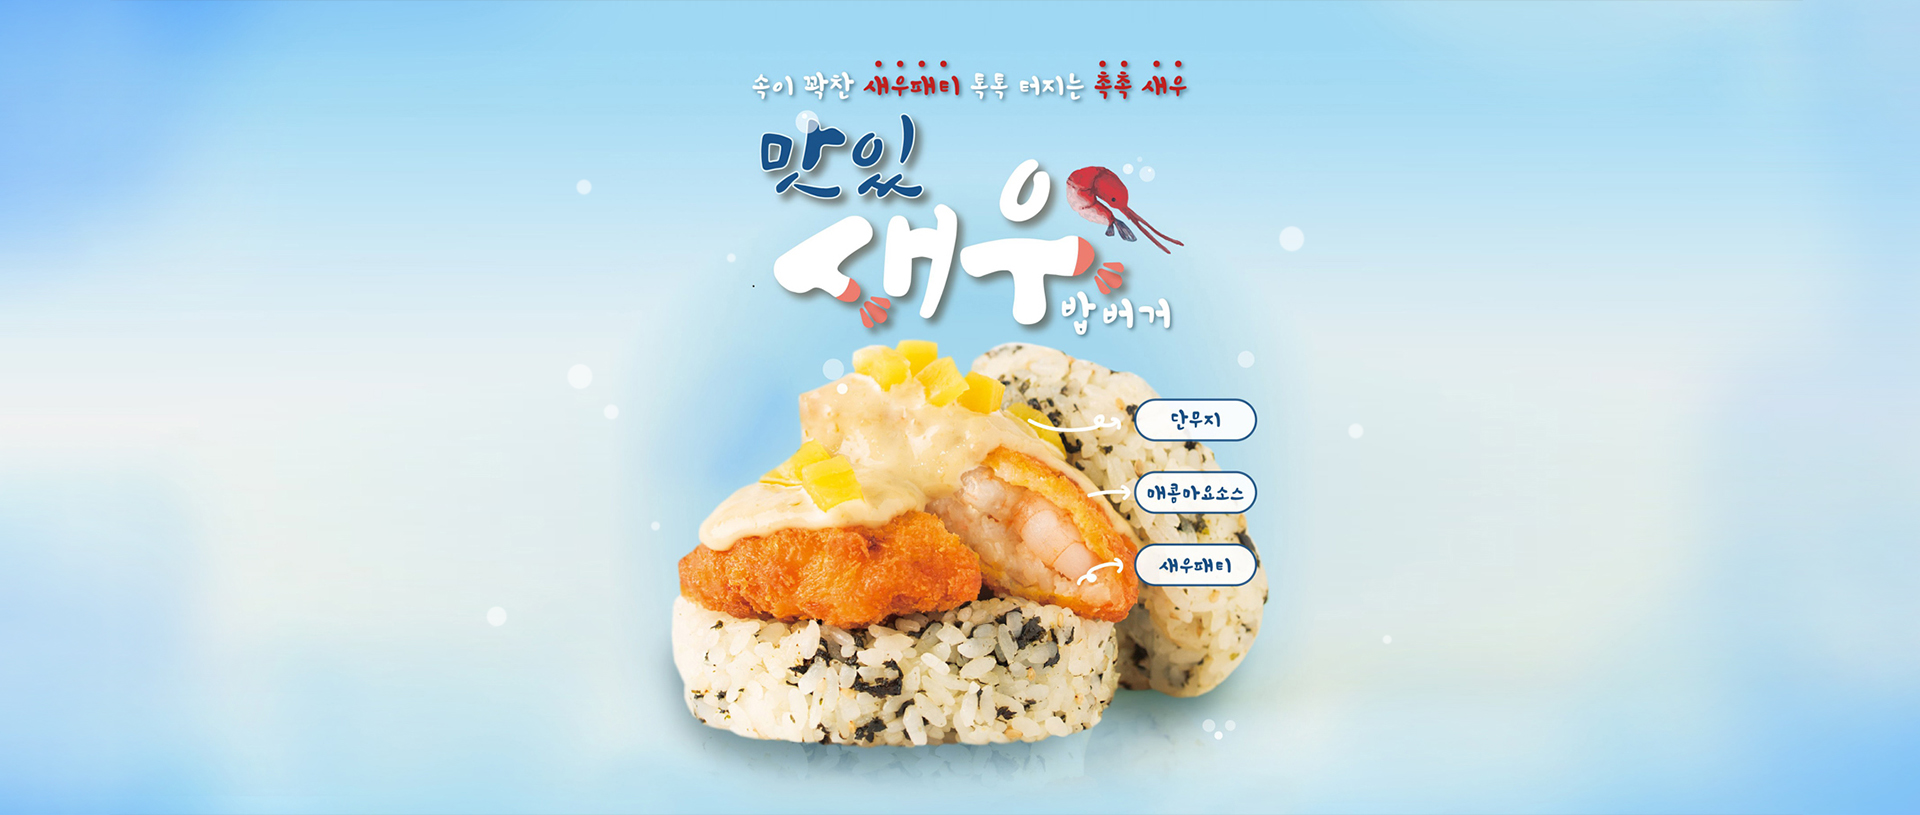 속이 꽉찬 새우패티 톡톡 터지는 촉촉 새우
맛있
새우
밥버거
단무지
매콤마요소스
새우패티